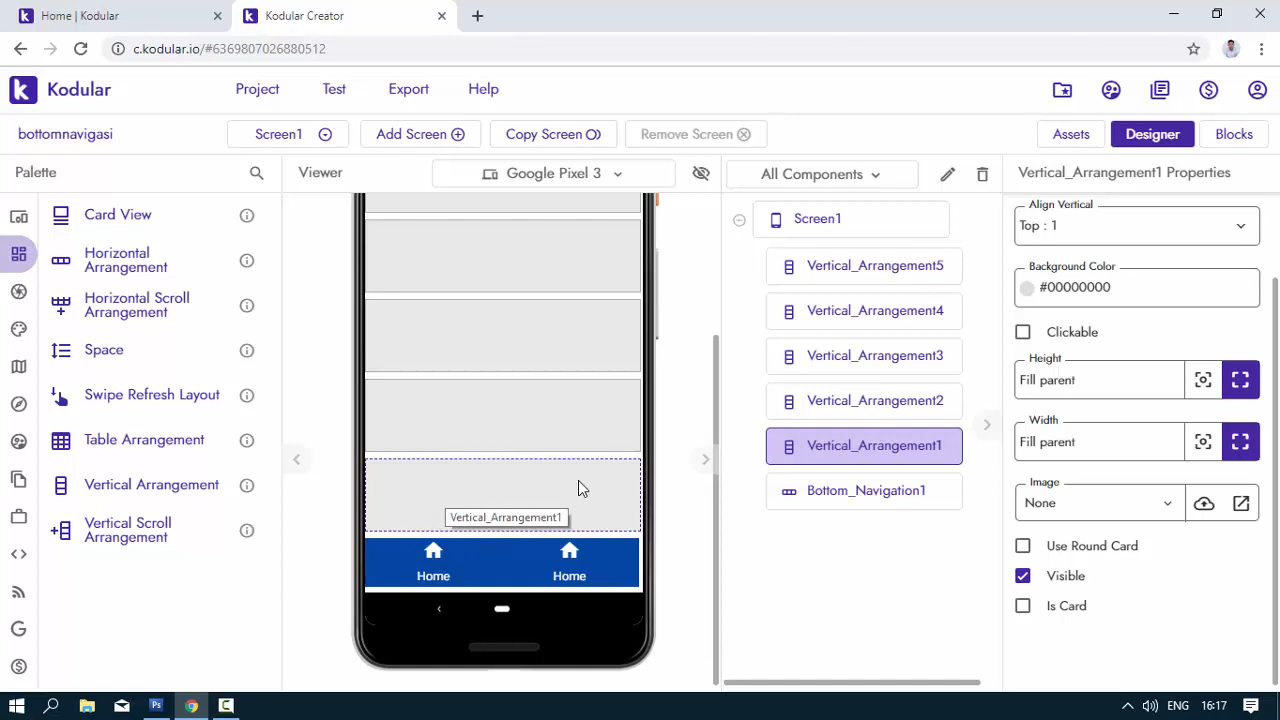 Home | Kodular
Kodular Creator
c.kodular.io/#6369807026880512
Kodular
Project
Test
Export
Help
bottomnavigasi
Screen1
Add Screen
Copy Screen
Remove Screen
Assets
Designer
Blocks
Palette
Viewer
Google Pixel 3
All Components
Vertical_Arrangement1 Properties
Card View
Horizontal
Arrangement
Horizontal Scroll
Arrangement
Space
Swipe Refresh Layout
Table Arrangement
Vertical Arrangement
Vertical Scroll
Arrangement
Vertical_Arrangement1
Home
Home
Screen1
Vertical_Arrangement5
Vertical_Arrangement4
Vertical_Arrangement3
Vertical_Arrangement2
Vertical_Arrangement1
Bottom_Navigation1
Align Vertical
Top : 1
Background Color
#00000000
Clickable
Height
Fill parent
Width
Fill parent
Image
None
Use Round Card
Visible
Is Card
ENG
16:17